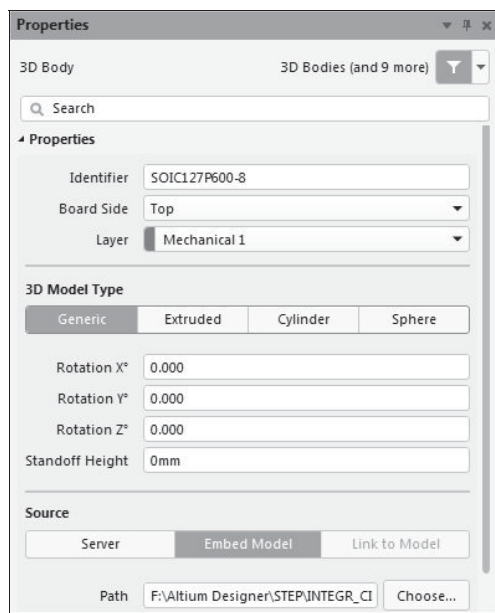 Properties
3D Body 3D Bodies (and 9 more)
Search
Properties
Identifier SOIC127P600-8
Board Side Top
Layer Mechanical 1
3D Model Type
Generic Extruded Cylinder Sphere
Rotation X° 0.000
Rotation Y° 0.000
Rotation Z° 0.000
Standoff Height 0mm
Source
Server Embed Model Link to Model
Path F:\Altium Designer\STEP\INTEGR_CI Choose...